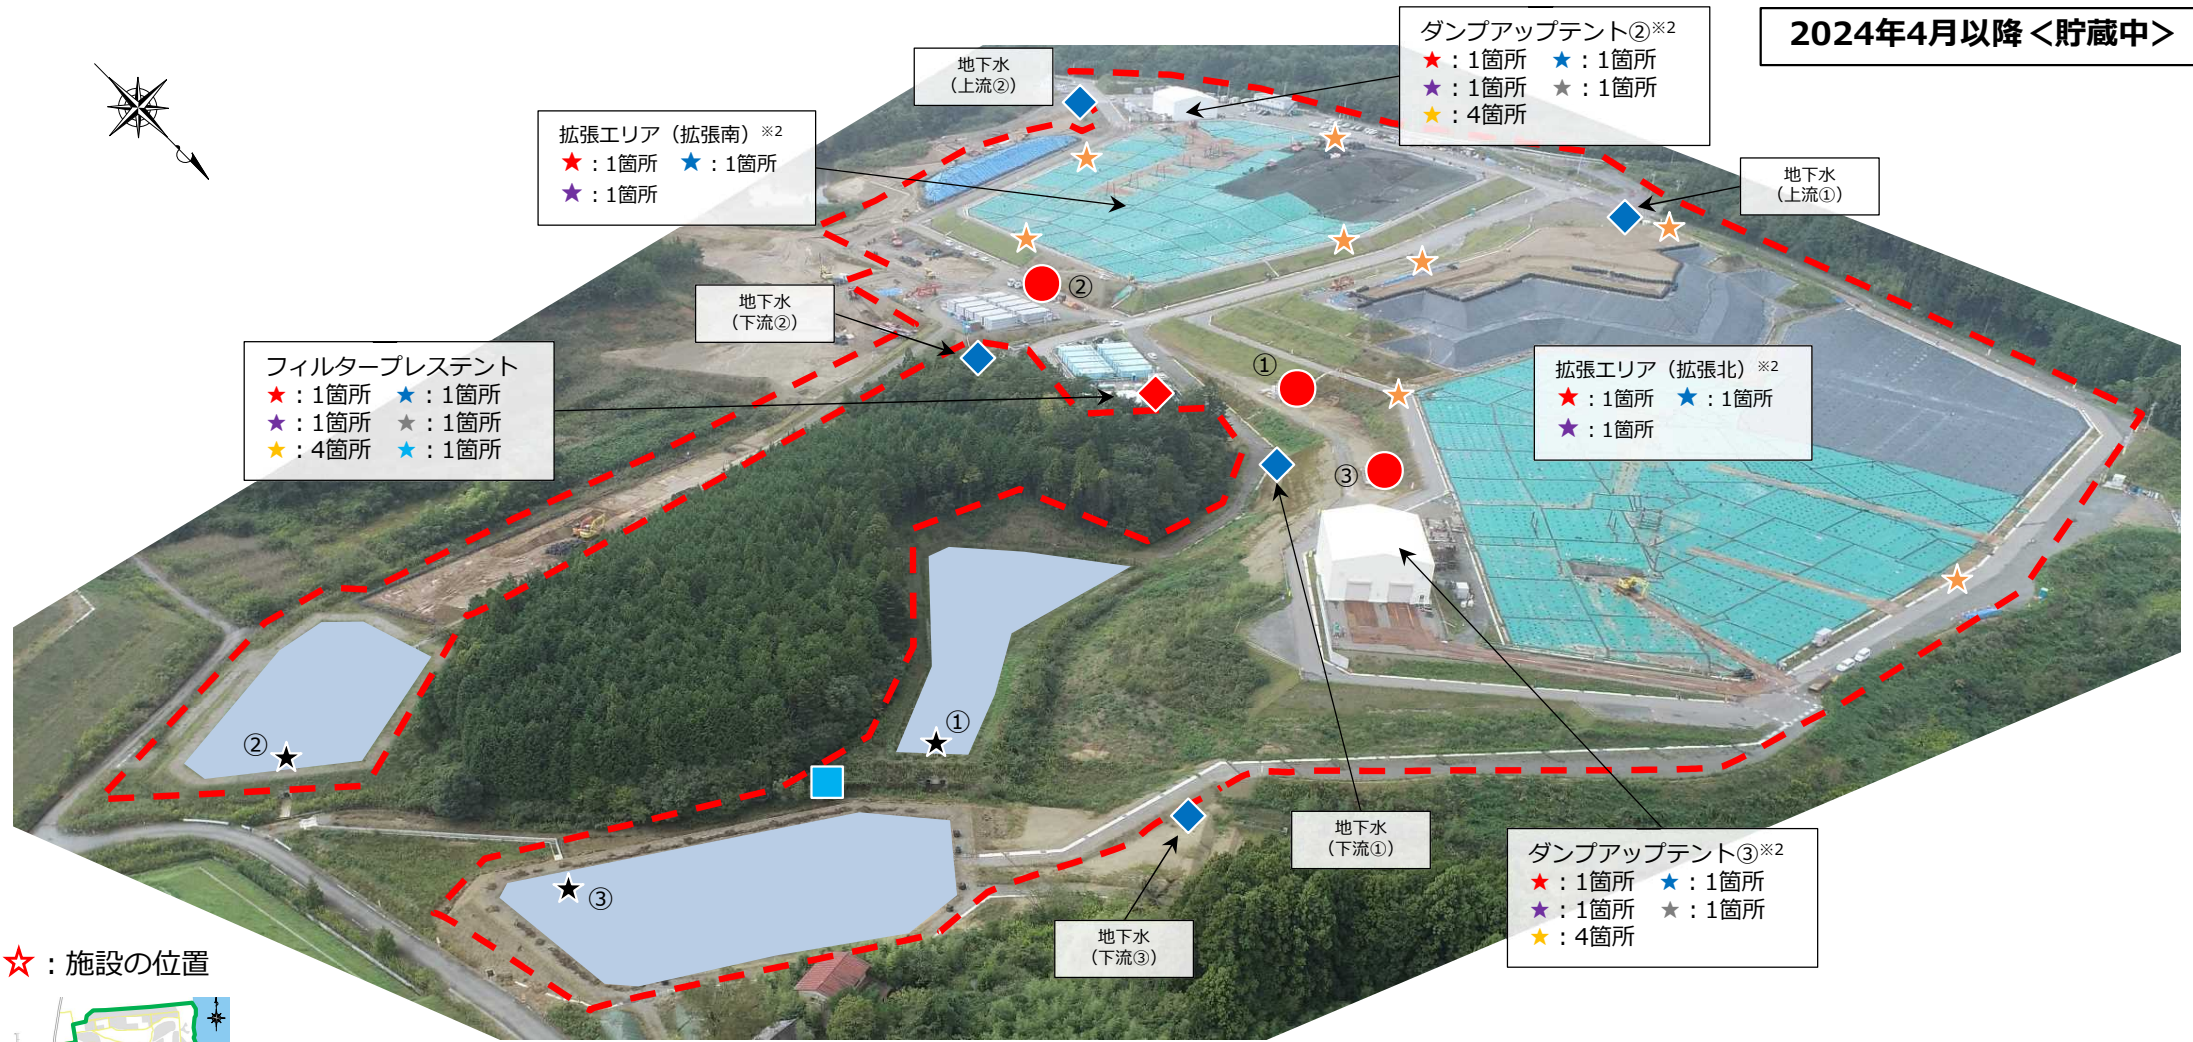 2024年4月以降<貯蔵中>
ダンプアップテント②※2
★：1箇所 ★：1箇所
★：1箇所 ★：1箇所
★：4箇所
地下水
（上流②）
拡張エリア（拡張南）※2
★：1箇所 ★：1箇所
★：1箇所
地下水
（上流①）
②
地下水
（下流②）
フィルタープレステント
★：1箇所 ★：1箇所
★：1箇所 ★：1箇所
★：4箇所 ★：1箇所
①
拡張エリア（拡張北）※2
★：1箇所 ★：1箇所
★：1箇所
③
②
①
③
地下水
（下流①）
ダンプアップテント③※2
★：1箇所 ★：1箇所
★：1箇所 ★：1箇所
★：4箇所
地下水
（下流③）
☆：施設の位置